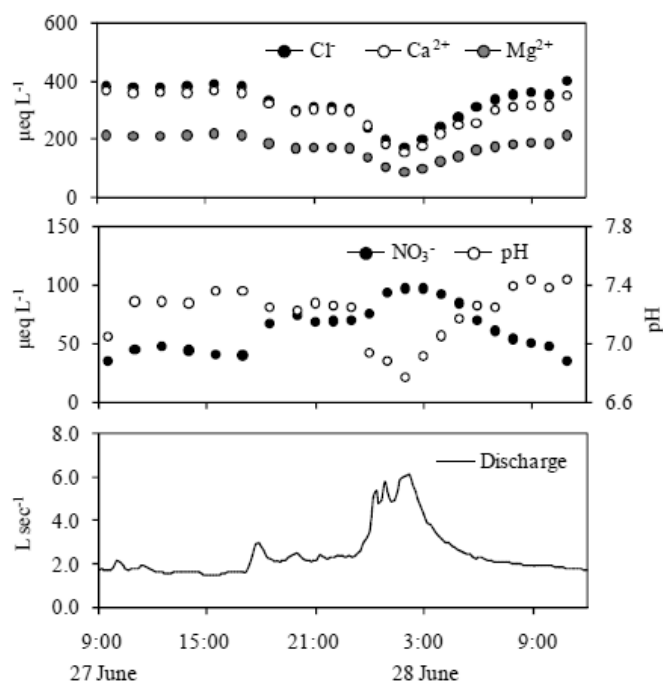 600
400
200
0
µeq L⁻¹
Cl⁻ Ca²⁺ Mg²⁺
150
100
50
0
µeq L⁻¹
NO₃⁻ pH
7.8
7.4
7.0
6.6
pH
8.0
6.0
4.0
2.0
0.0
L sec⁻¹
Discharge
9:00 15:00 21:00 3:00 9:00
27 June 28 June